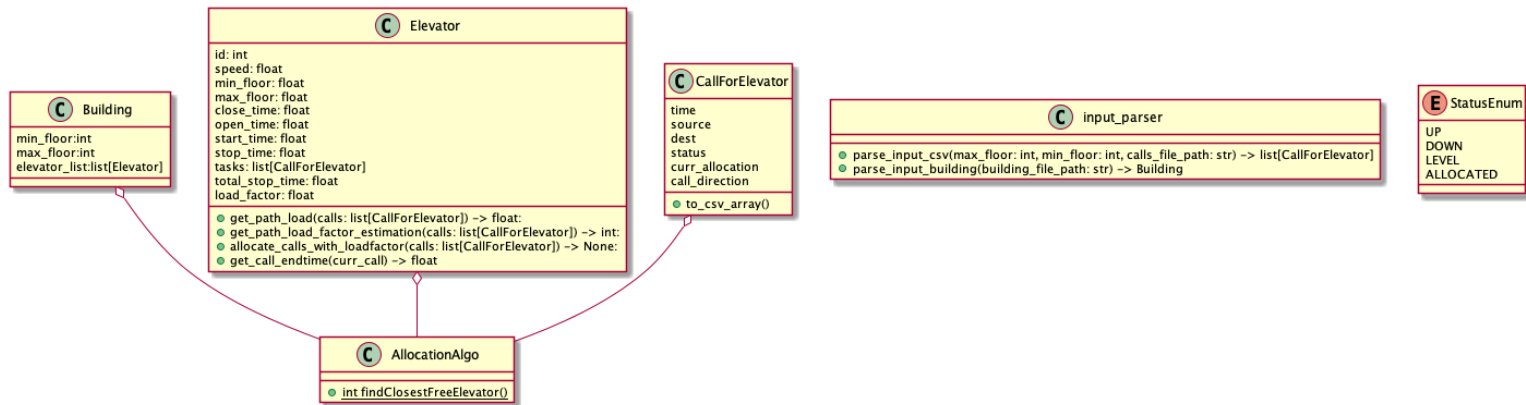 C Building
min_floor:int
max_floor:int
elevator_list:list[Elevator]
C Elevator
id: int
speed: float
min_floor: float
max_floor: float
close_time: float
open_time: float
start_time: float
stop_time: float
tasks: list[CallForElevator]
total_stop_time: float
load_factor: float
get_path_load(calls: list[CallForElevator]) -> float:
get_path_load_factor_estimation(calls: list[CallForElevator]) -> int:
allocate_calls_with_loadfactor(calls: list[CallForElevator]) -> None:
get_call_endtime(curr_call) -> float
C CallForElevator
time
source
dest
status
curr_allocation
call_direction
to_csv_array()
C input_parser
parse_input_csv(max_floor: int, min_floor: int, calls_file_path: str) -> list[CallForElevator]
parse_input_building(building_file_path: str) -> Building
E StatusEnum
UP
DOWN
LEVEL
ALLOCATED
C AllocationAlgo
int findClosestFreeElevator()